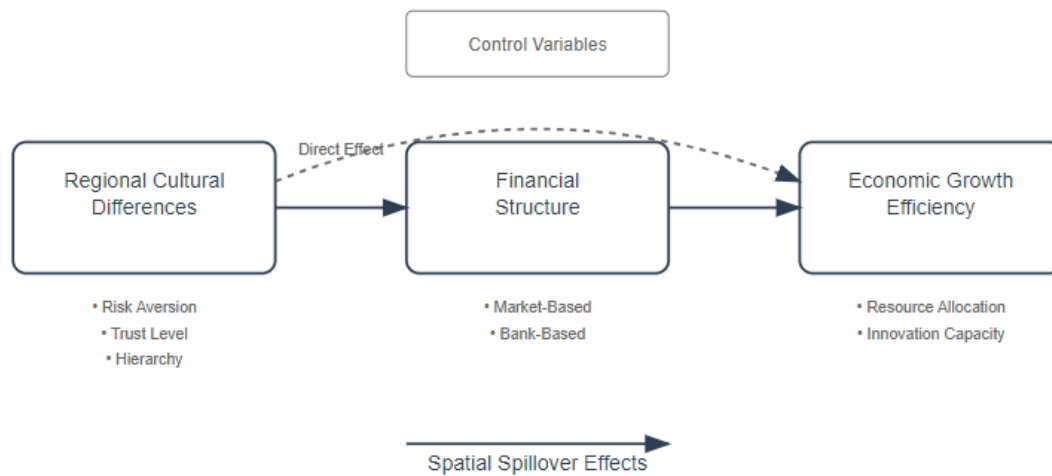 Control Variables
Direct Effect
Regional Cultural
Differences
Financial
Structure
Economic Growth
Efficiency
• Risk Aversion
• Trust Level
• Hierarchy
• Market-Based
• Bank-Based
• Resource Allocation
• Innovation Capacity
Spatial Spillover Effects